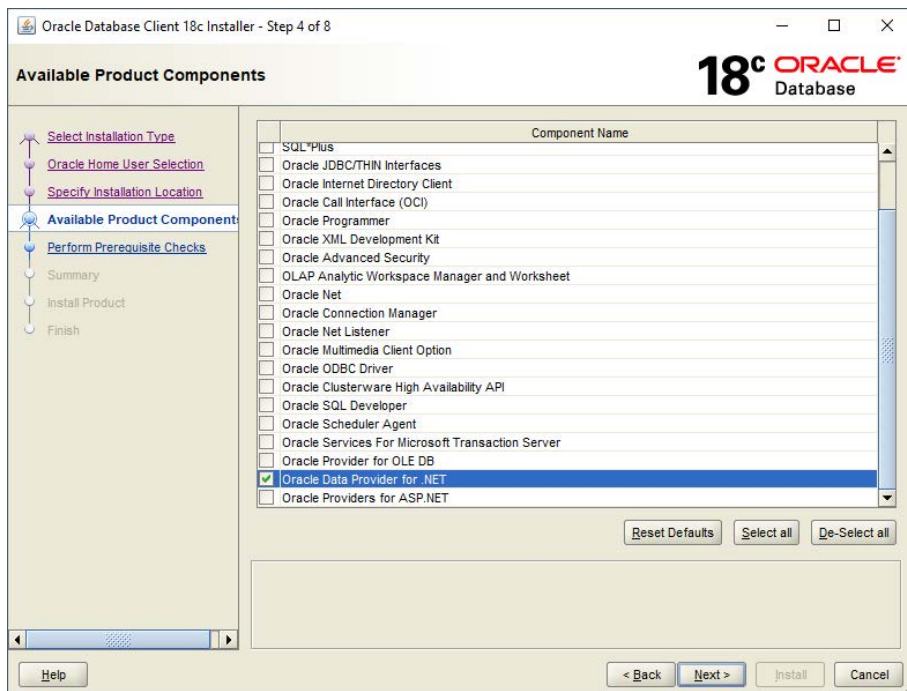 Oracle Database Client 18c Installer - Step 4 of 8
Available Product Components
18c ORACLE
Database
Select Installation Type
Oracle Home User Selection
Specify Installation Location
Available Product Components
Perform Prerequisite Checks
Summary
Install Product
Finish
Component Name
SQL*Plus
Oracle JDBC/THIN Interfaces
Oracle Internet Directory Client
Oracle Call Interface (OCI)
Oracle Programmer
Oracle XML Development Kit
Oracle Advanced Security
OLAP Analytic Workspace Manager and Worksheet
Oracle Net
Oracle Connection Manager
Oracle Net Listener
Oracle Multimedia Client Option
Oracle ODBC Driver
Oracle Clusterware High Availability API
Oracle SQL Developer
Oracle Scheduler Agent
Oracle Services For Microsoft Transaction Server
Oracle Provider for OLE DB
Oracle Data Provider for .NET
Oracle Providers for ASP.NET
Reset Defaults Select all De-Select all
Help < Back Next > Install Cancel